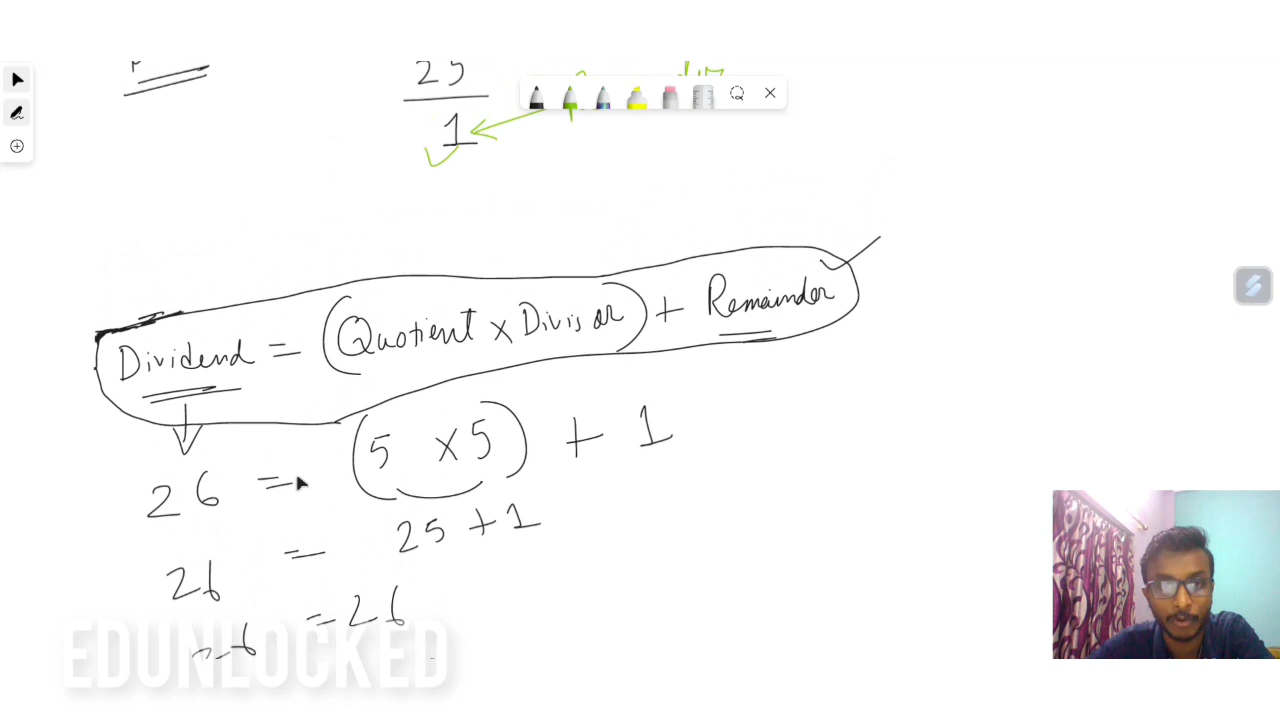 25
1
Dividend = (Quotient × Divisor) + Remainder
26 = (5 × 5) + 1
26 = 25 + 1
26 = 26
EDUNLOCKED